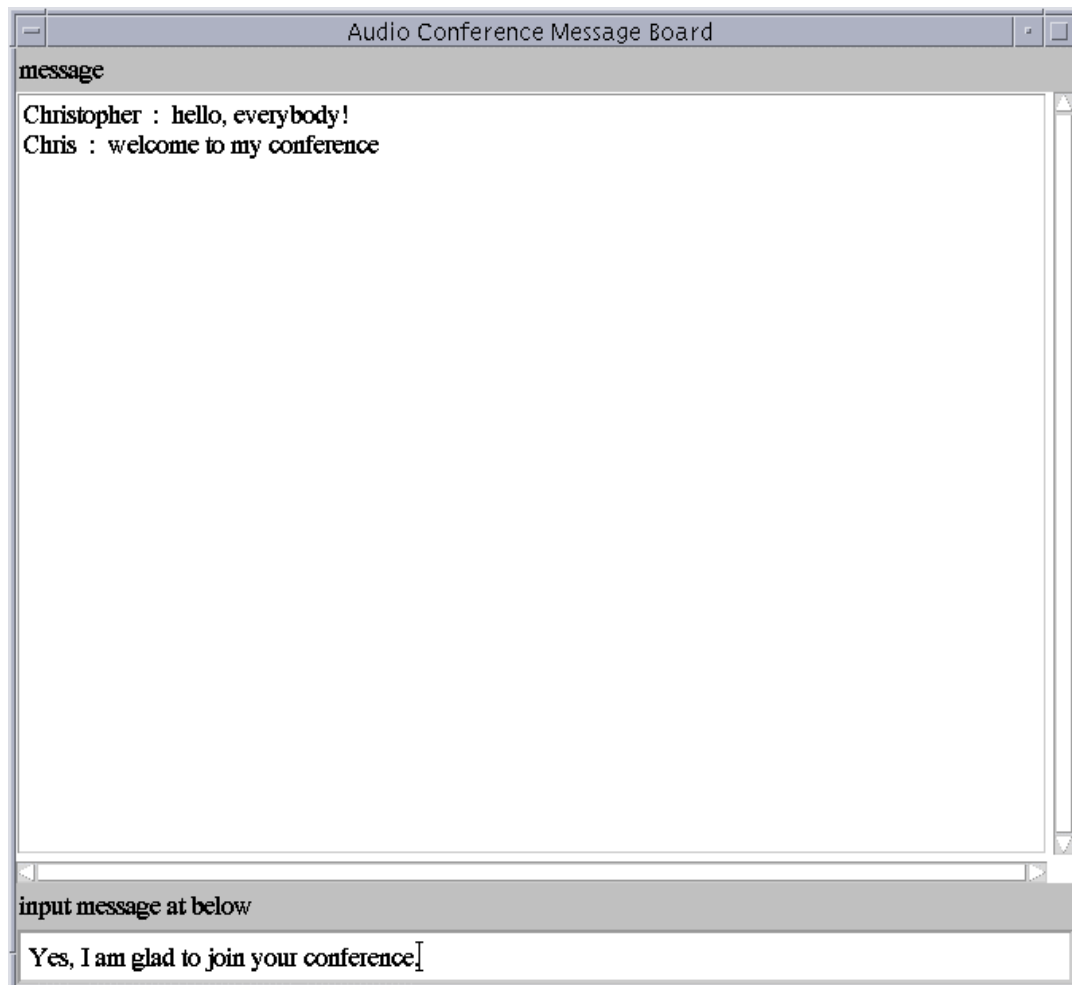 Audio Conference Message Board
message
Christopher : hello, everybody!
Chris : welcome to my conference
input message at below
Yes, I am glad to join your conference.